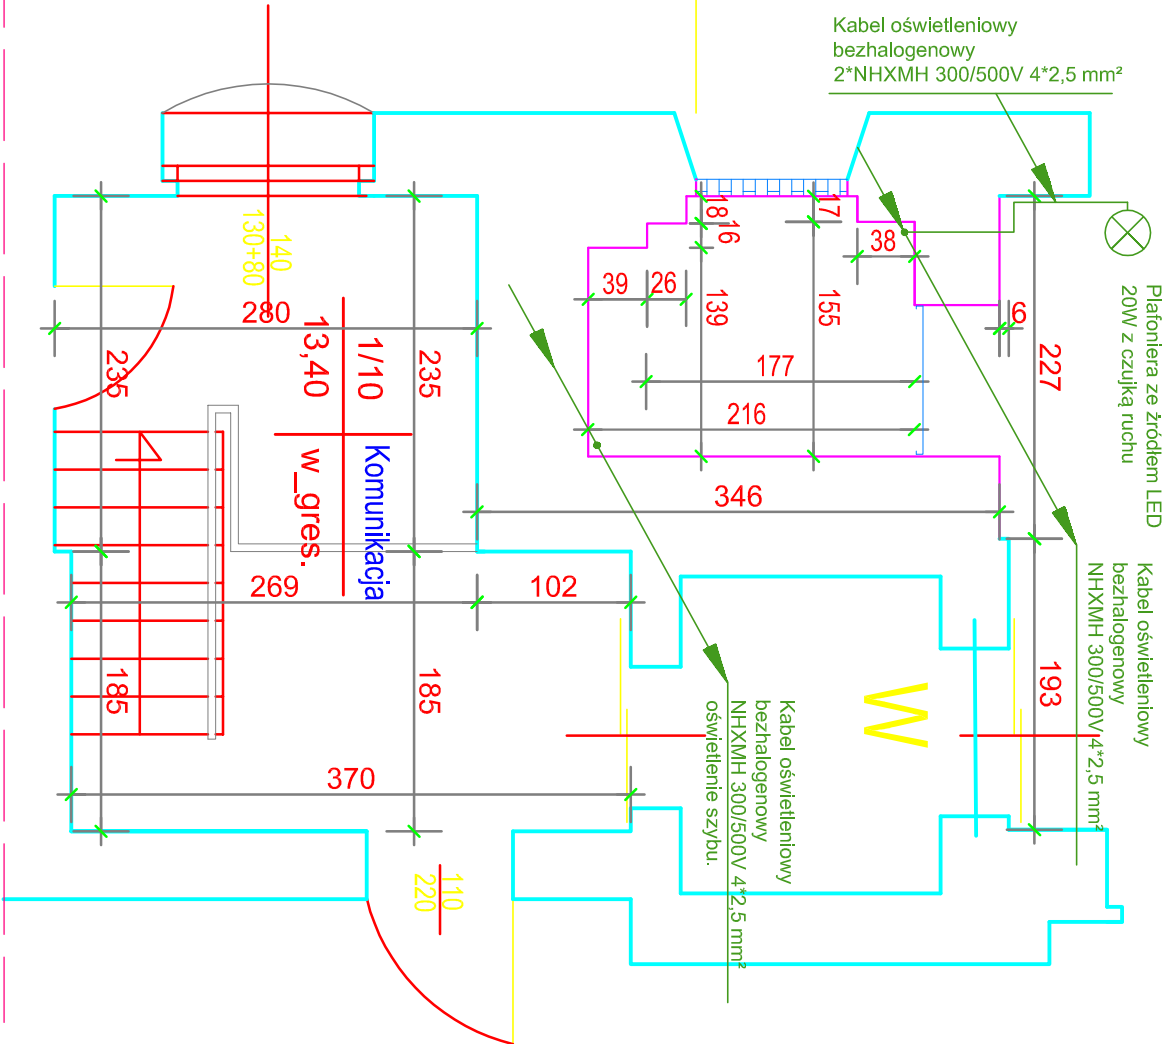 Kabel oświetleniowy
bezhalogenowy
2*NHXMH 300/500V 4*2,5 mm²
Plafoniera ze źródłem LED
20W z czujką ruchu
Kabel oświetleniowy
bezhalogenowy
NHXMH 300/500V 4*2,5 mm²
Kabel oświetleniowy
bezhalogenowy
NHXMH 300/500V 4*2,5 mm²
oświetlenie szybu.
140
130+80
280
235
235
1/10
13,40
Komunikacja
w_gres.
18
16
17
38
39
26
139
155
6
227
177
216
346
269
102
185
185
193
W
370
110
220